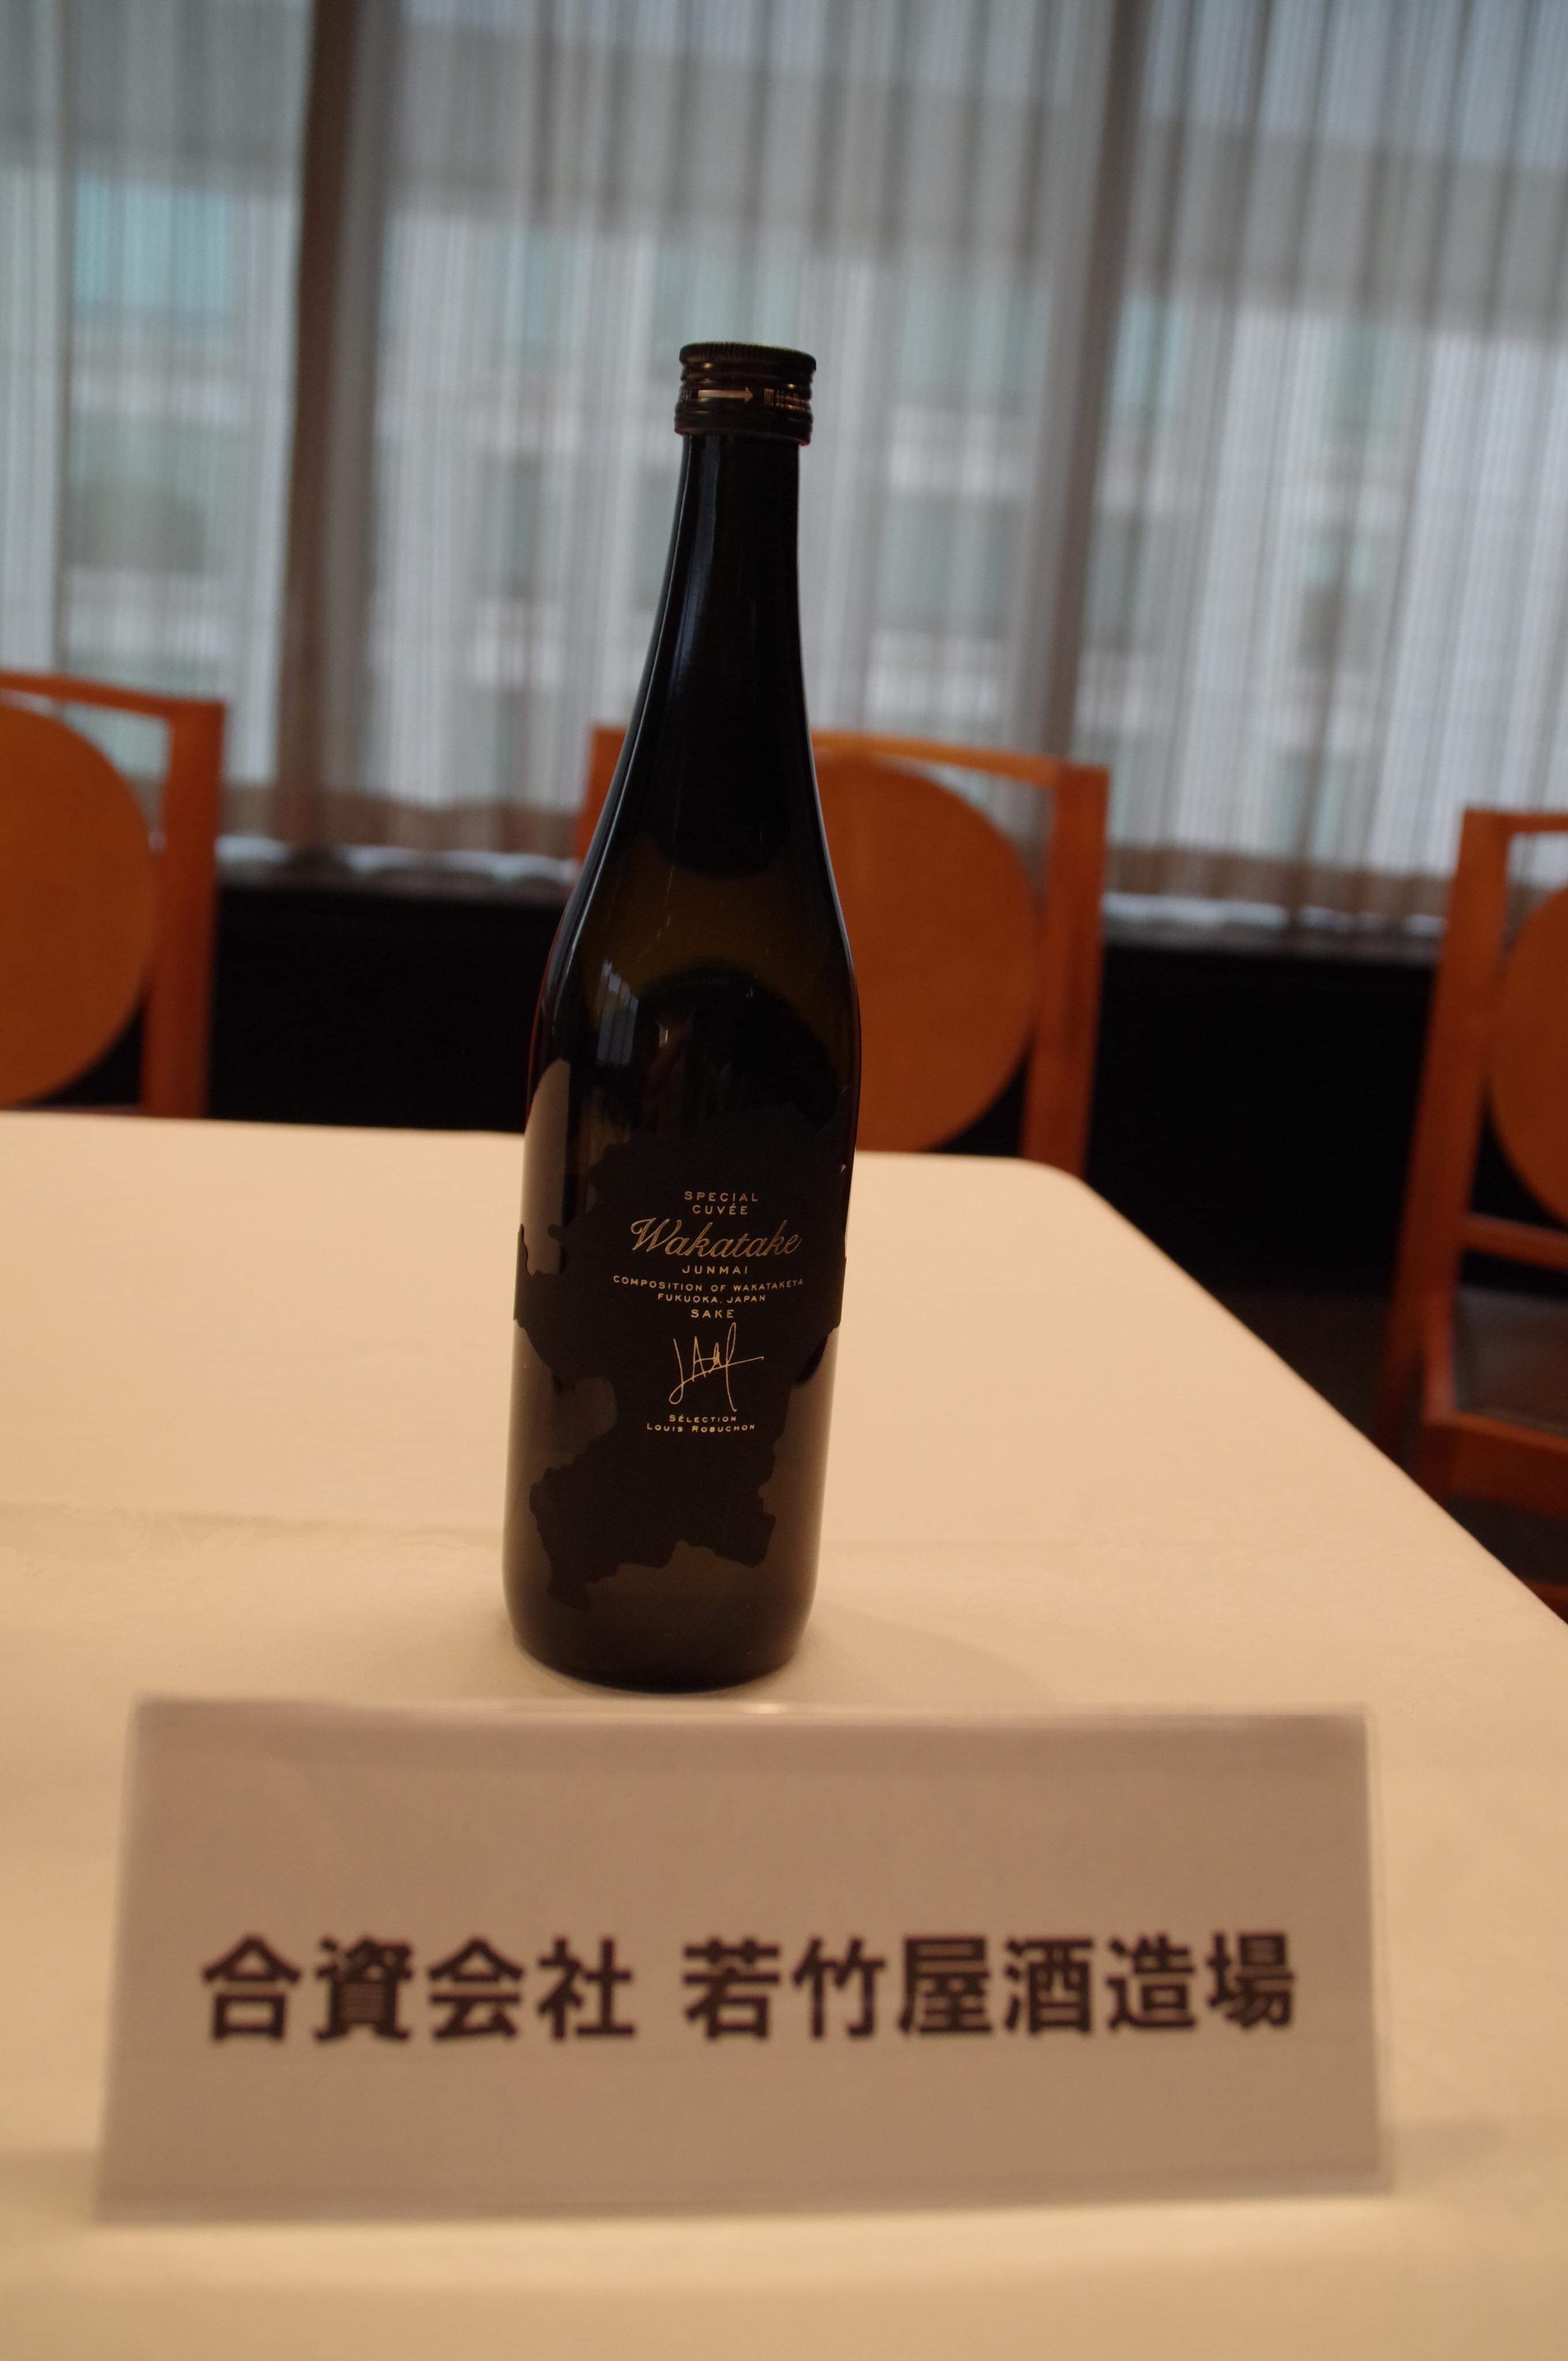 SPECIAL
CUVÉE
Wakatake
JUNMAI
COMPOSITION OF WAKATAKEYA
FUKUOKA, JAPAN
SAKE
SÉLECTION
LOUIS ROBUCHON
合資会社 若竹屋酒造場